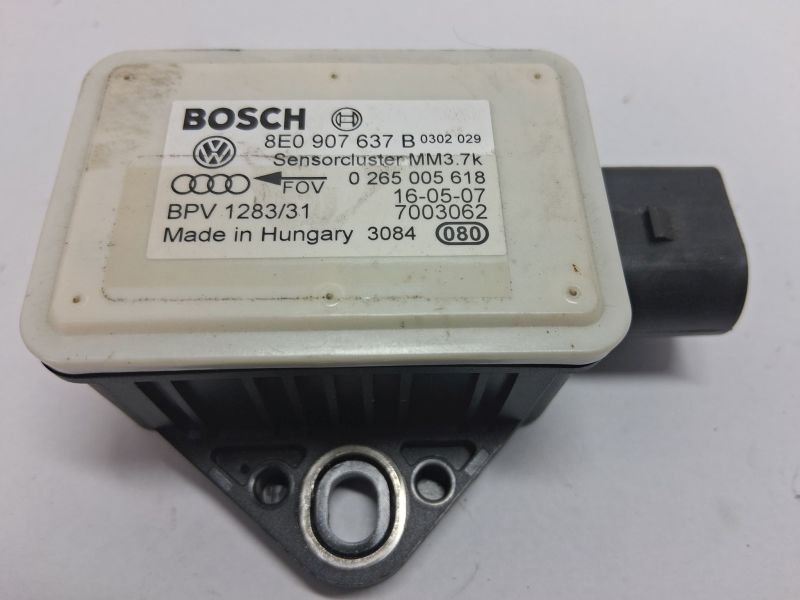 BOSCH
8E0 907 637 B 0302 029
Sensorcluster MM3.7k
FOV 0 265 005 618
16-05-07
BPV 1283/31 7003062
Made in Hungary 3084 080